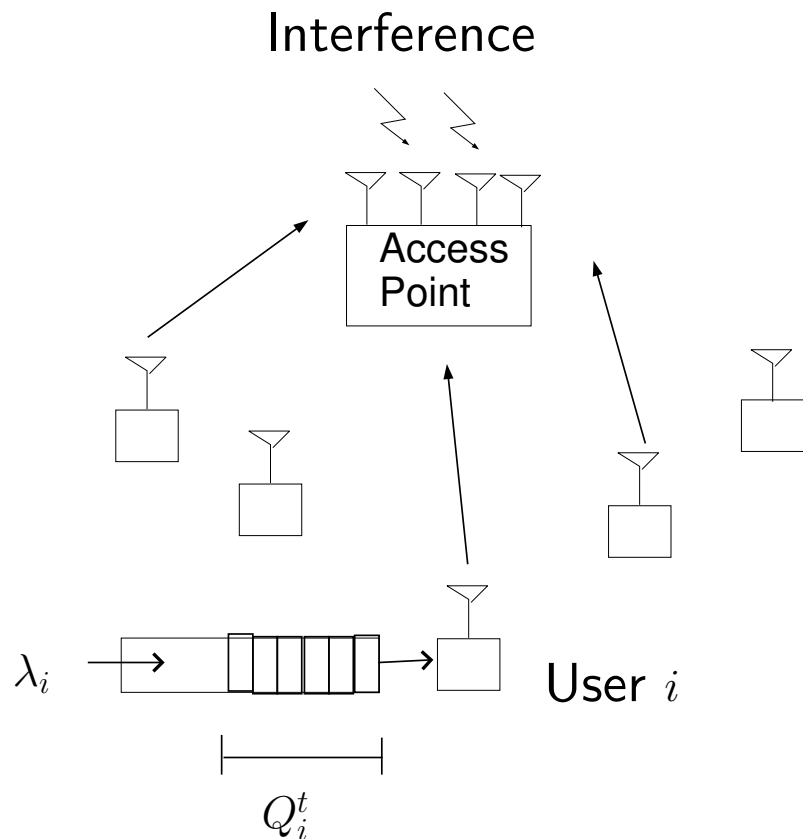 Interference
Access
Point
λ_i
User i
Q_i^t